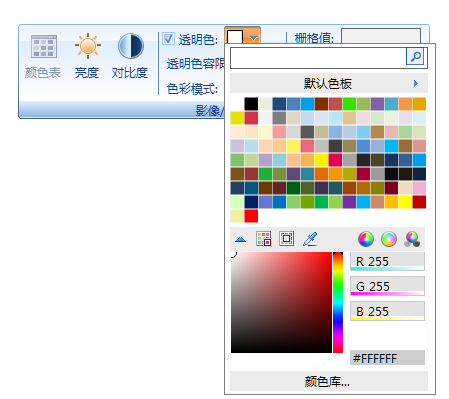 透明色:
栅格值:
颜色表
亮度
对比度
透明色容限
色彩模式:
影像/
默认色板
R 255
G 255
B 255
#FFFFFF
颜色库...